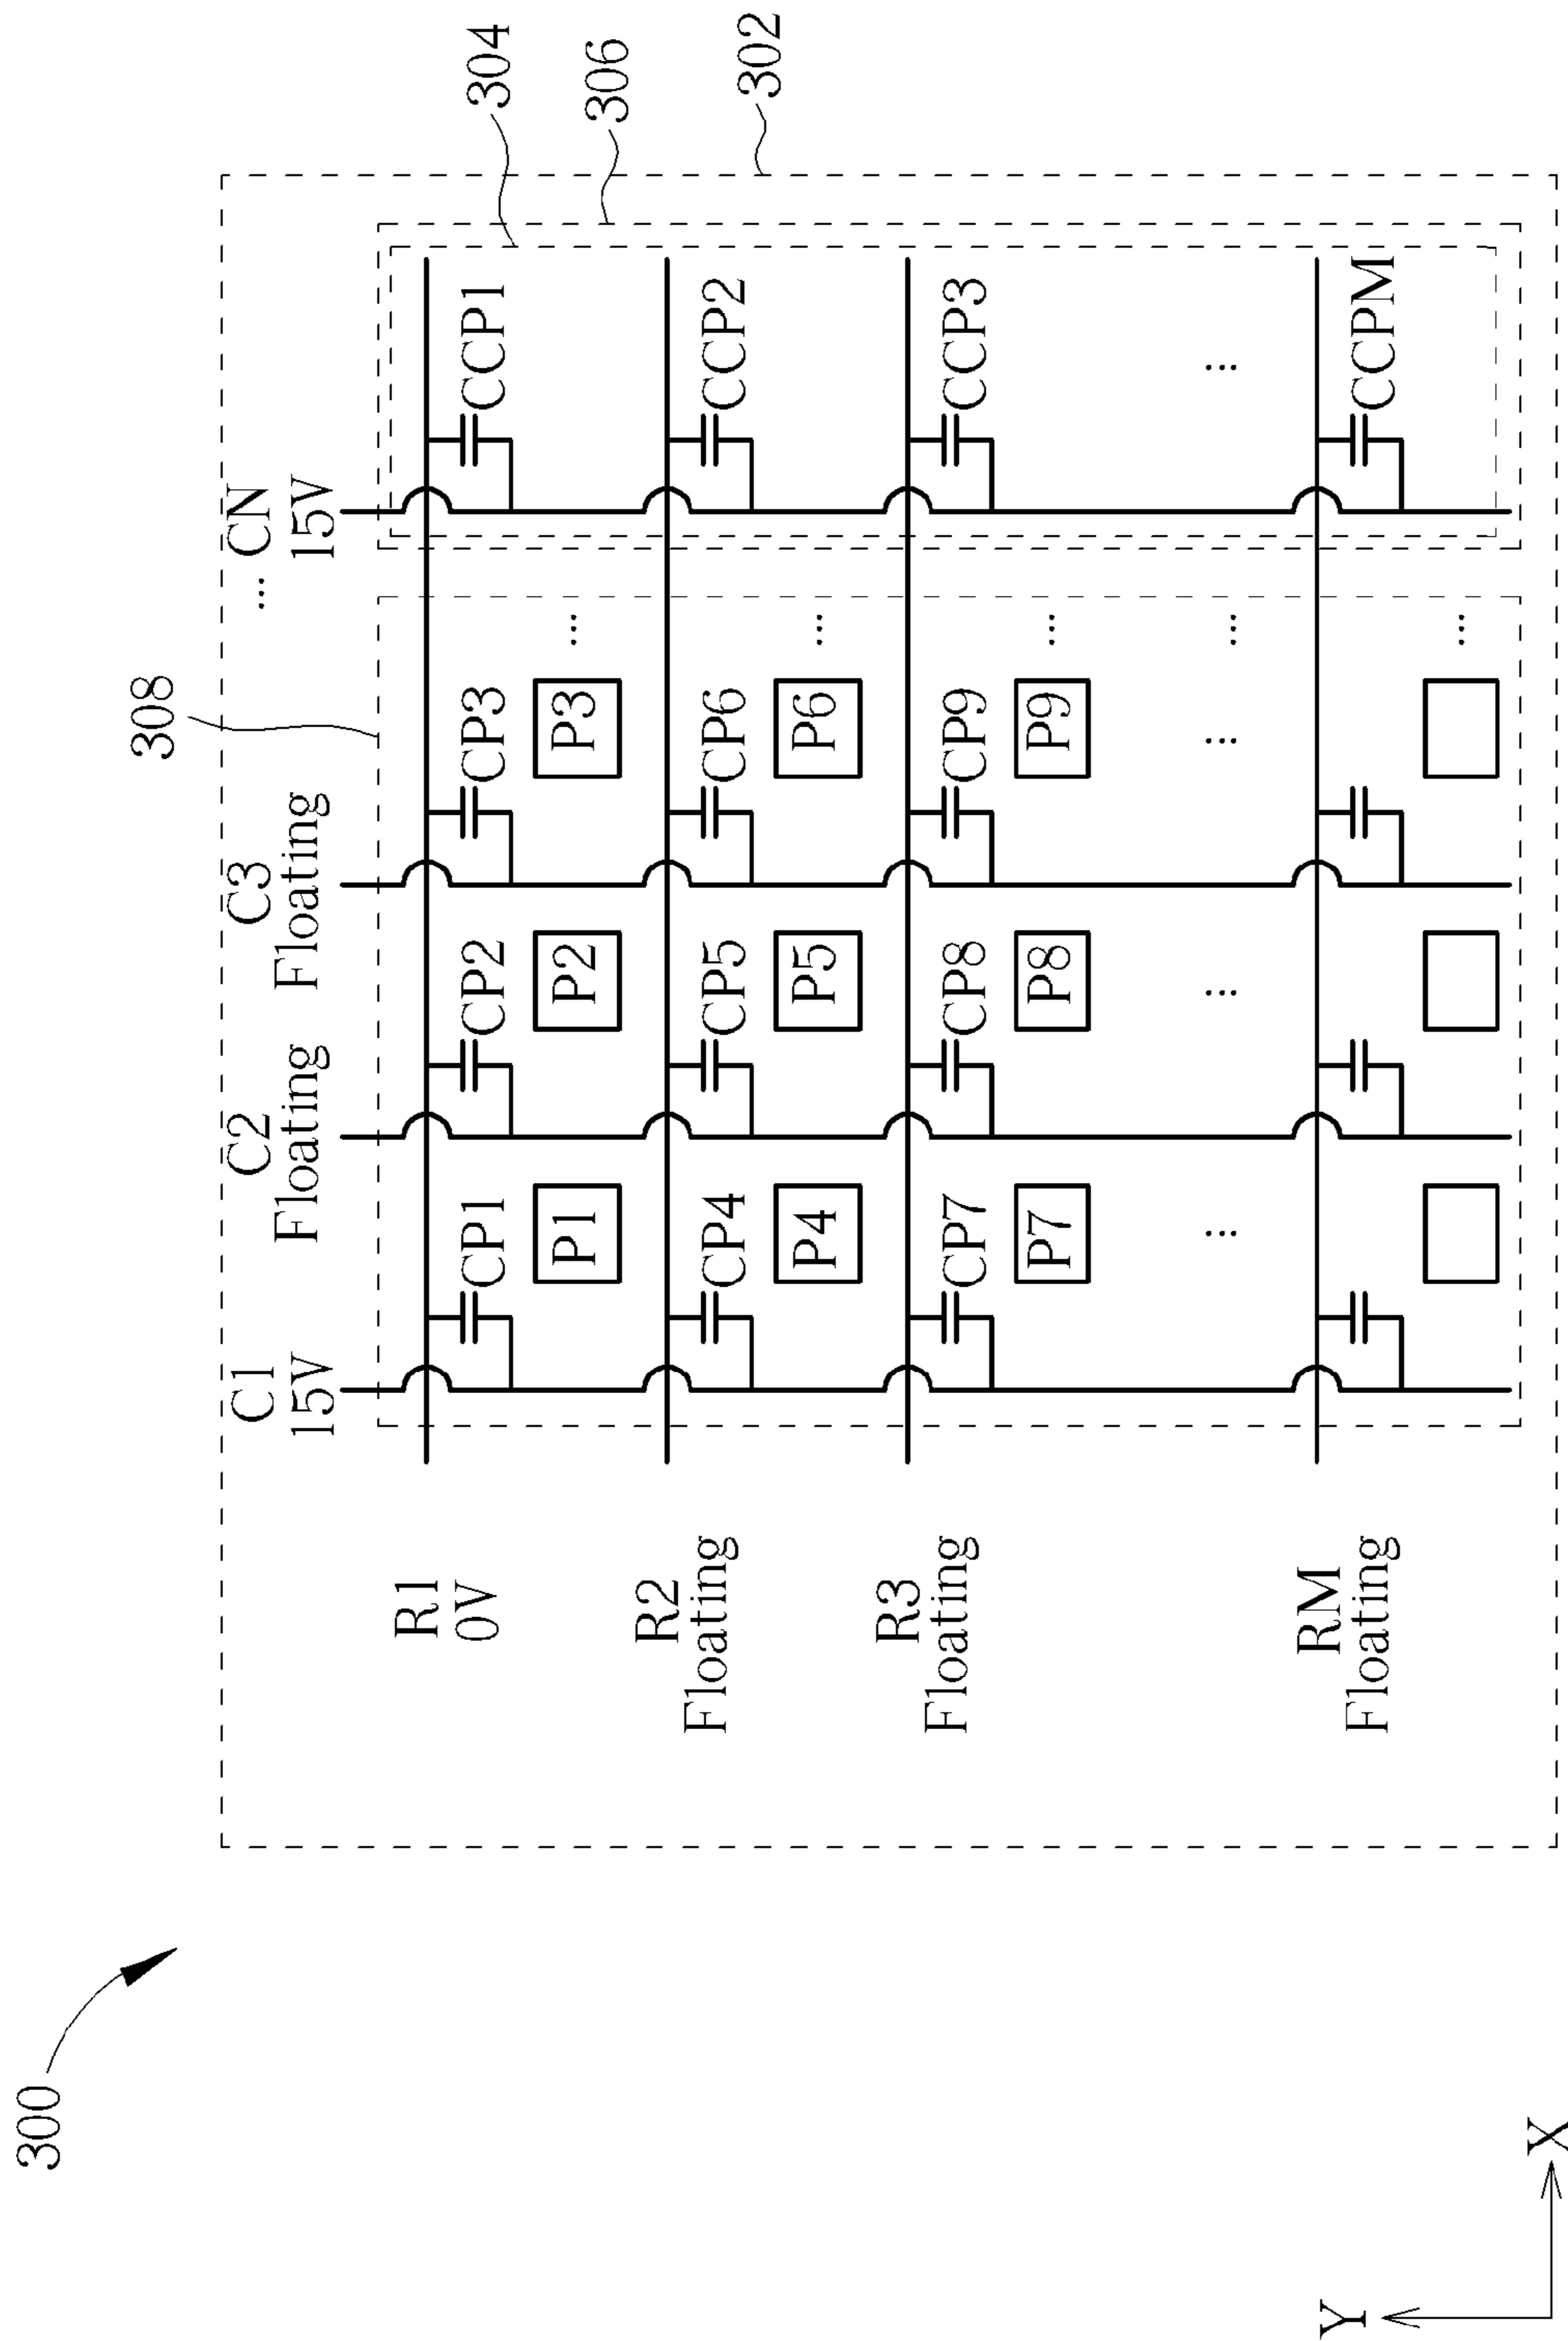 300
308
C1 C2 C3 ... CN
15V Floating Floating 15V
304
306
302
R1
0V
CP1 CP2 CP3 CCP1
P1 P2 P3 ...
R2
Floating
CP4 CP5 CP6 CCP2
P4 P5 P6 ...
R3
Floating
CP7 CP8 CP9 CCP3
P7 P8 P9 ...
... ... ... ... ...
RM
Floating
CCPM
...
Y
X